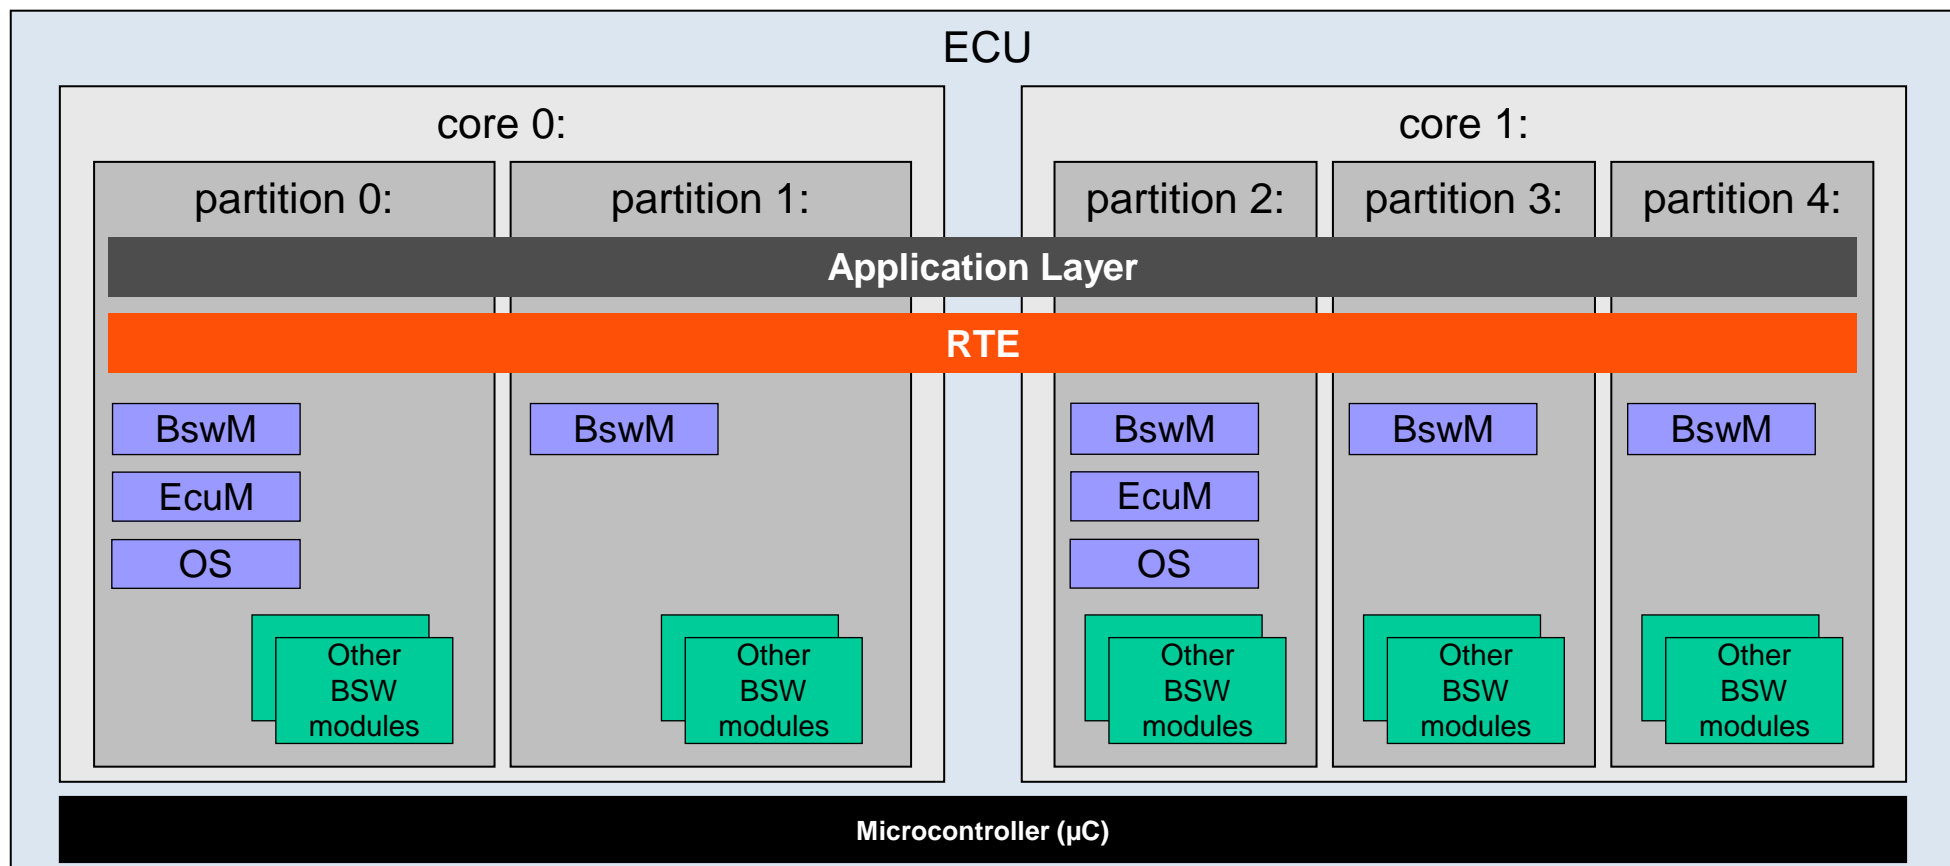 ECU
core 0:
core 1:
partition 0:
partition 1:
partition 2:
partition 3:
partition 4:
Application Layer
RTE
BswM
BswM
BswM
BswM
BswM
EcuM
EcuM
OS
OS
Other
BSW
modules
Other
BSW
modules
Other
BSW
modules
Other
BSW
modules
Other
BSW
modules
Microcontroller (µC)